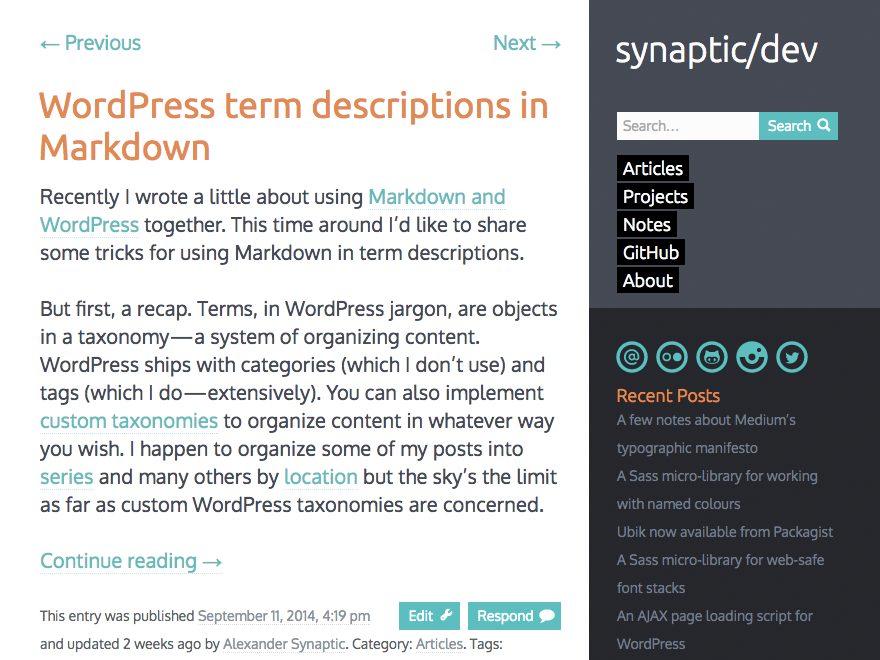 ← Previous
Next →
WordPress term descriptions in
Markdown
Recently I wrote a little about using Markdown and
WordPress together. This time around I’d like to share
some tricks for using Markdown in term descriptions.
But first, a recap. Terms, in WordPress jargon, are objects
in a taxonomy—a system of organizing content.
WordPress ships with categories (which I don’t use) and
tags (which I do—extensively). You can also implement
custom taxonomies to organize content in whatever way
you wish. I happen to organize some of my posts into
series and many others by location but the sky’s the limit
as far as custom WordPress taxonomies are concerned.
Continue reading →
This entry was published September 11, 2014, 4:19 pm
and updated 2 weeks ago by Alexander Synaptic. Category: Articles. Tags:
Edit
Respond
synaptic/dev
Search...
Search
Articles
Projects
Notes
GitHub
About
@
Recent Posts
A few notes about Medium’s
typographic manifesto
A Sass micro-library for working
with named colours
Ubik now available from Packagist
A Sass micro-library for web-safe
font stacks
An AJAX page loading script for
WordPress